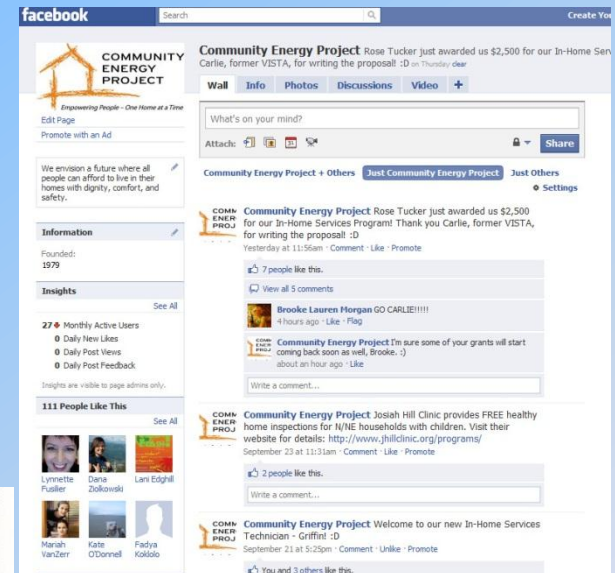 facebook Search Create You
COMMUNITY
ENERGY
PROJECT
Empowering People - One Home at a Time
Edit Page
Promote with an Ad
We envision a future where all
people can afford to live in their
homes with dignity, comfort, and
safety.
Information
Founded:
1979
Insights
See All
27 Monthly Active Users
0 Daily New Likes
0 Daily Post Views
0 Daily Post Feedback
Insights are visible to page admins only.
111 People Like This
See All
Lynnette Dana Lani Edghill
Fusilier Ziolkowski
Mariah Kate Fadya
VanZerr O'Donnell Koklolo
Community Energy Project Rose Tucker just awarded us $2,500 for our In-Home Serv
Carlie, former VISTA, for writing the proposal! :D on Thursday clear
Wall Info Photos Discussions Video +
What's on your mind?
Attach: 31 Share
Community Energy Project + Others Just Community Energy Project Just Others
Settings
COMM
ENER
PROJ
Community Energy Project Rose Tucker just awarded us $2,500
for our In-Home Services Program! Thank you Carlie, former VISTA,
for writing the proposal! :D
Yesterday at 11:56am · Comment · Like · Promote
7 people like this.
View all 5 comments
Brooke Lauren Morgan GO CARLIE!!!!!
4 hours ago · Like · Flag
Community Energy Project I'm sure some of your grants will start
coming back soon as well, Brooke. :)
about an hour ago · Like
Write a comment...
COMM
ENER
PROJ
Community Energy Project Josiah Hill Clinic provides FREE healthy
home inspections for N/NE households with children. Visit their
website for details: http://www.jhillclinic.org/programs/
September 23 at 11:31am · Comment · Like · Promote
2 people like this.
Write a comment...
COMM
ENER
PROJ
Community Energy Project Welcome to our new In-Home Services
Technician - Griffin! :D
September 21 at 5:25pm · Comment · Unlike · Promote
You and 3 others like this.